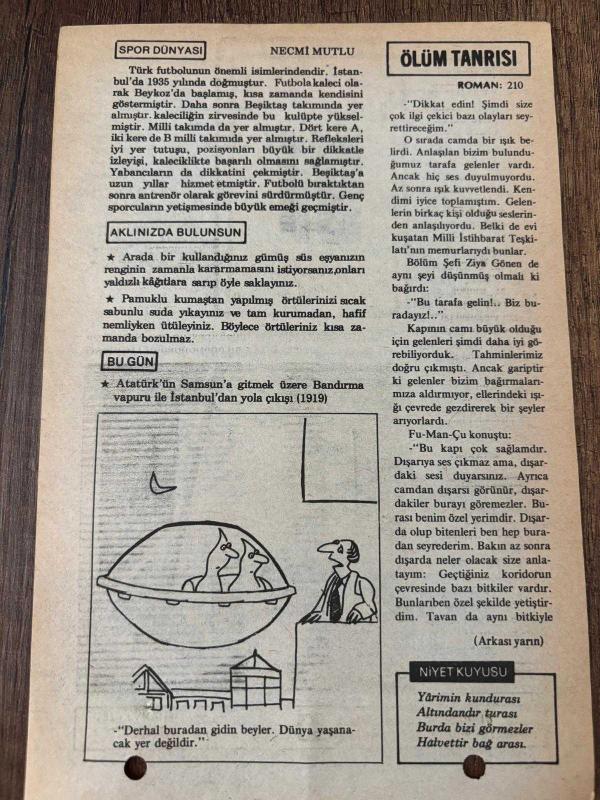 SPOR DÜNYASI
NECMİ MUTLU
Türk futbolunun önemli isimlerindendir. İstan-
bul'da 1935 yılında doğmuştur. Futbola kaleci ola-
rak Beykoz'da başlamış, kısa zamanda kendisini
göstermiştir. Daha sonra Beşiktaş takımında yer
almıştır. kaleciliğin zirvesinde bu kulüpte yüksel-
miştir. Milli takımda da yer almıştır. Dört kere A,
iki kere de B milli takımıda yer almıştır. Refleksleri
iyi yer tutuşu, pozisyonları büyük bir dikkatle
izleyişi, kaleciklikte başarılı olmasını sağlamıştır.
Yabancıların da dikkatini çekmiştir. Beşiktaş'a
uzun yıllar hizmet etmiştir. Futbolü bıraktıktan
sonra antrenör olarak görevini sürdürmüştür. Genç
sporcuların yetişmesinde büyük emeği geçmiştir.
AKLINIZDA BULUNSUN
★ Arada bir kullandığınız gümüş süs eşyanızın
renginin zamanla kararmamasını istiyorsanız,onları
yaldızlı kâğıtlara sarıp öyle saklayınız.
★ Pamuklu kumaştan yapılmış örtülerinizi sıcak
sabunlu suda yıkayınız ve tam kurumadan, hafif
nemliyken ütüleyiniz. Böylece örtüleriniz kısa za-
manda bozulmaz.
BU GÜN
★ Atatürk'ün Samsun'a gitmek üzere Bandırma
vapuru ile İstanbul'dan yola çıkışı (1919)
-"Derhal buradan gidin beyler. Dünya yaşana-
cak yer değildir."
ÖLÜM TANRISI
ROMAN: 210
-"Dikkat edin! Şimdi size
çok ilgi çekici bazı olayları sey-
rettireceğim."
O sırada camda bir ışık be-
lirdi. Anlaşılan bizim bulundu-
ğumuz tarafa gelenler vardı.
Ancak hiç ses duyulmuyordu.
Az sonra ışık kuvvetlendi. Ken-
dimi iyice toplamıştım. Gelen-
lerin birkaç kişi olduğu seslerin-
den anlaşılıyordu. Belki de evi
kuşatan Milli İstihbarat Teşki-
latı'nın memurlarıydı bunlar.
Bölüm Şefi Ziya Gönen de
aynı şeyi düşünmüş olmalı ki
bağırdı:
-"Bu tarafa gelin!.. Biz bu-
radayız!.."
Kapının camı büyük olduğu
için gelenleri şimdi daha iyi gö-
rebiliyorduk. Tahminlerimiz
doğru çıkmıştı. Ancak gariptir
ki gelenler bizim bağırmaları-
mıza aldırmıyor, ellerindeki ışı-
ğı çevrede gezdirerek bir şeyler
arıyorlardı.
Fu-Man-Çu konuştu:
-"Bu kapı çok sağlamdır.
Dışarıya ses çıkmaz ama, dışar-
daki sesi duyarsınız. Ayrıca
camdan dışarsı görünür, dışar-
dakiler burayı göremezler. Bu-
rası benim özel yerimdir. Dışar-
da olup bitenleri ben hep bura-
dan seyrederim. Bakın az sonra
dışarda neler olacak size anla-
tayım: Geçtiğiniz koridorun
çevresinde bazı bitkiler vardır.
Bunlarıben özel şekilde yetiştir-
dim. Tavan da aynı bitkiyle
(Arkası yarın)
NİYET KUYUSU
Yârimin kundurası
Altındandır turası
Burda bizi görmezler
Halvettir bağ arası.